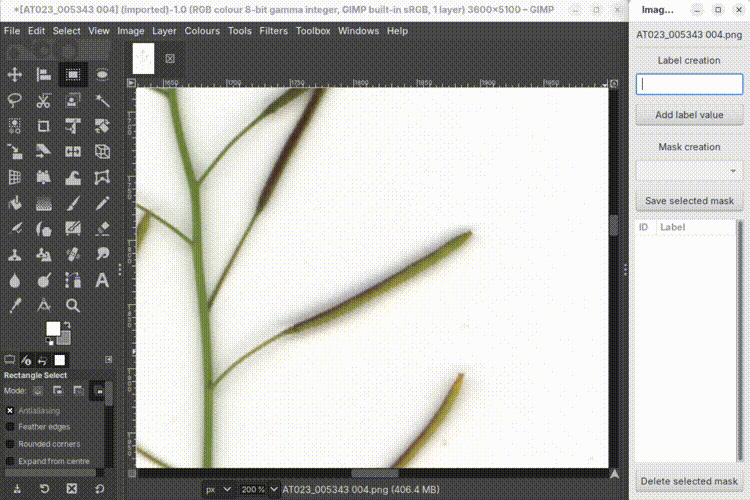 *[AT023_005343 004] (imported)-1.0 (RGB colour 8-bit gamma integer, GIMP built-in sRGB, 1 layer) 3600×5100 – GIMP
Imag...
File Edit Select View Image Layer Colours Tools Filters Toolbox Windows Help
AT023_005343 004.png
Label creation
Add label value
Mask creation
Save selected mask
ID Label
1650 1700 1750 1800 1850 1900 1950
Rectangle Select
Mode:
Antialiasing
Feather edges
Rounded corners
Expand from centre
px 200 % AT023_005343 004.png (406.4 MB)
Delete selected mask